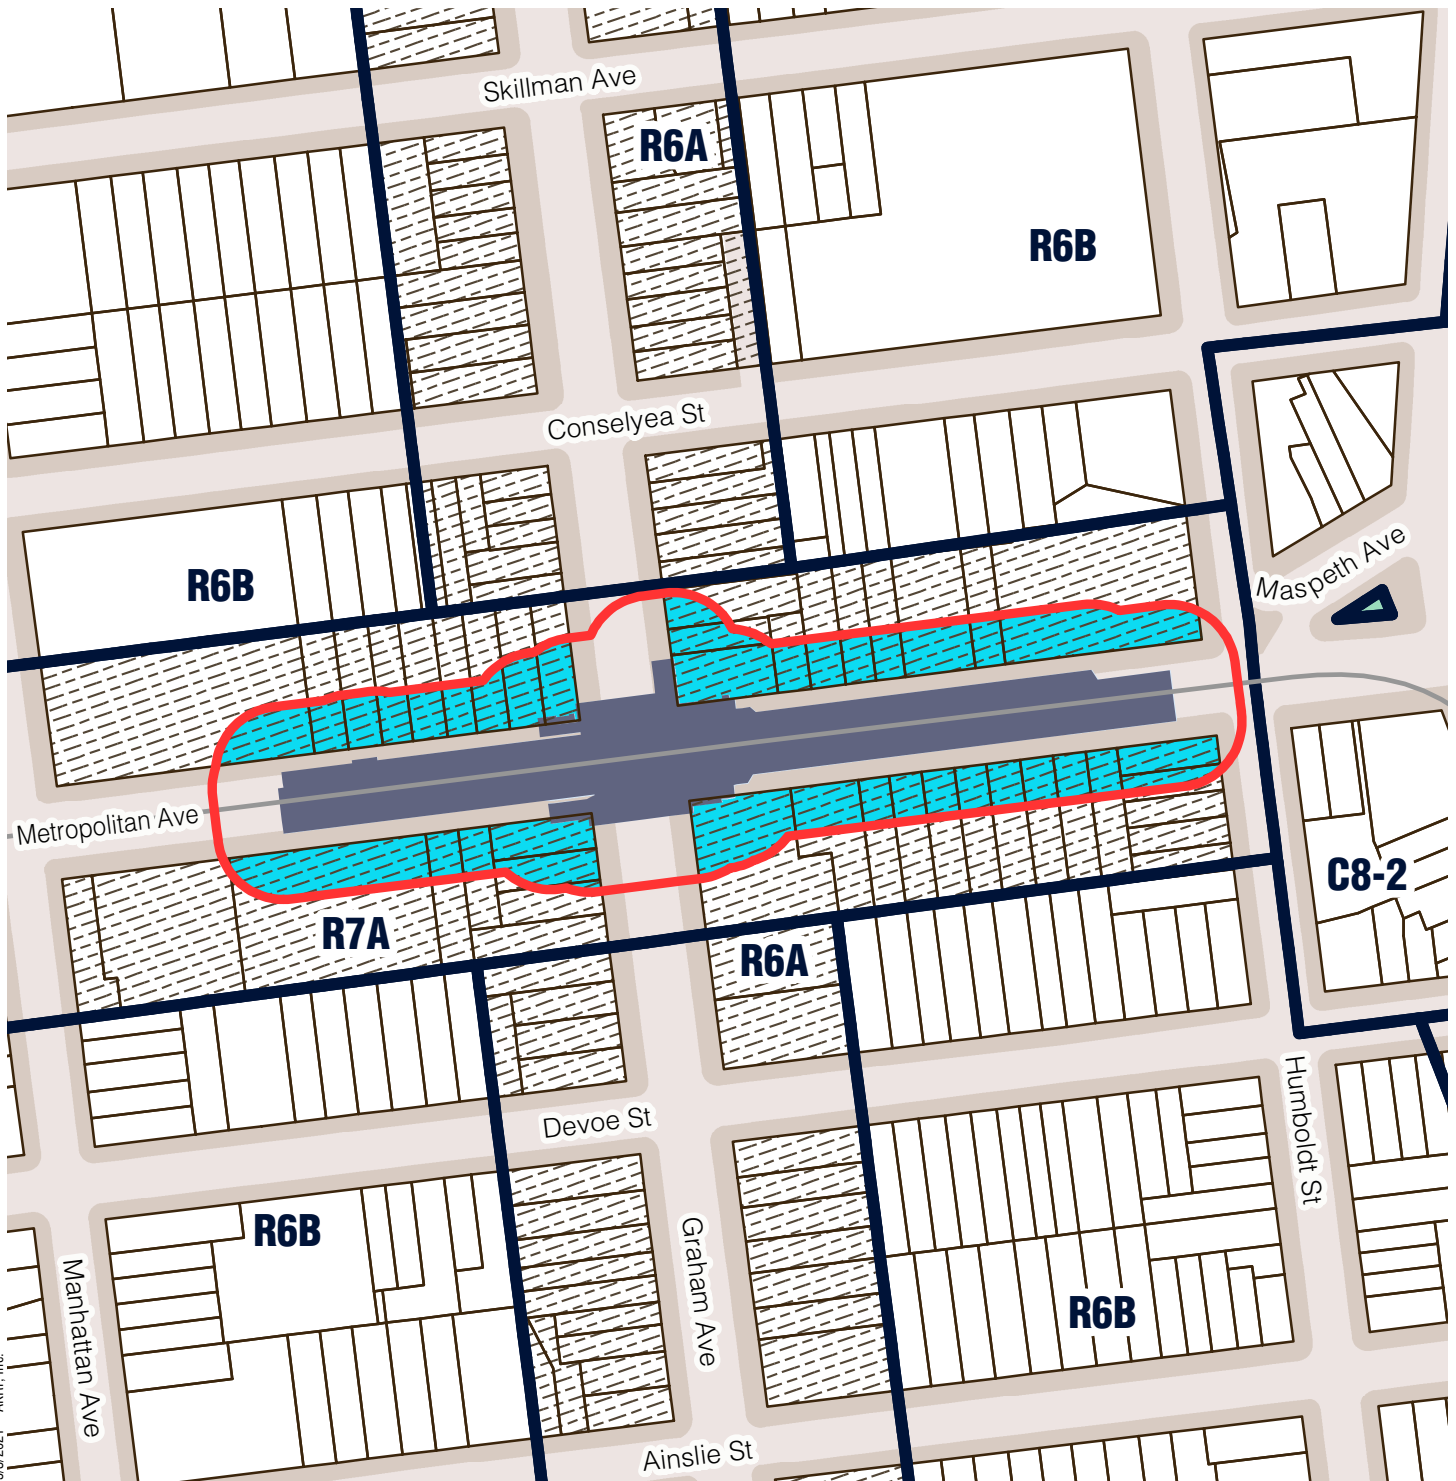 Skillman Ave
R6A
R6B
Conselyea St
Maspeth Ave
R6B
Metropolitan Ave
C8-2
R7A
R6A
Humboldt St
Devoe St
R6B
Graham Ave
Manhattan Ave
R6B
Ainslie St